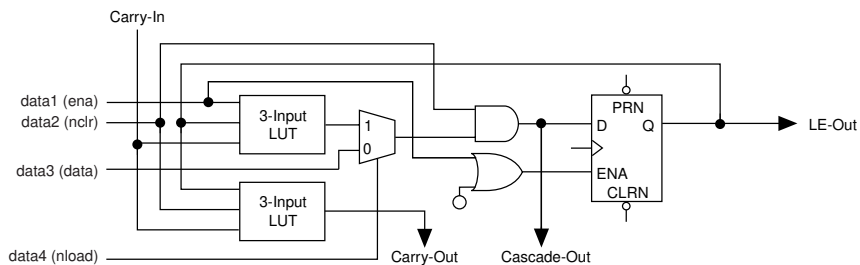 Carry-In
data1 (ena)
data2 (nclr)
data3 (data)
data4 (nload)
3-Input
LUT
3-Input
LUT
1
0
PRN
D
Q
ENA
CLRN
LE-Out
Carry-Out
Cascade-Out